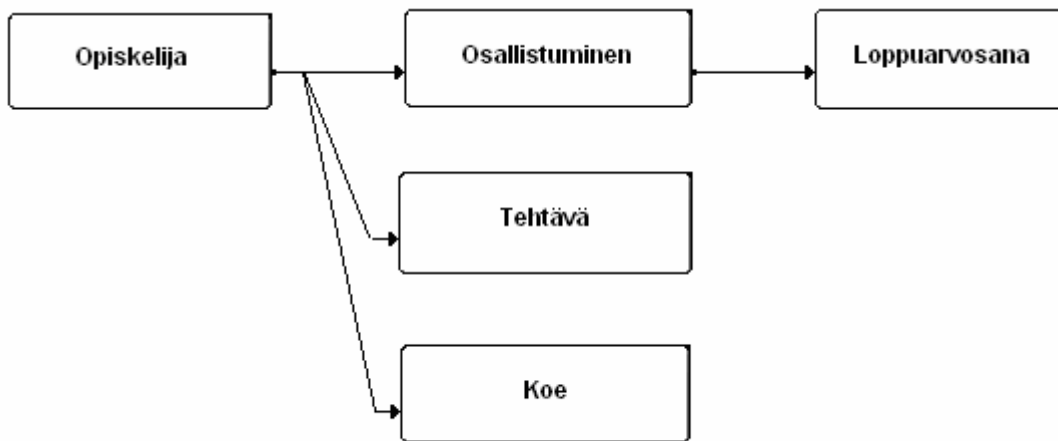 Opiskelija
Osallistuminen
Loppuarvosana
Tehtävä
Koe